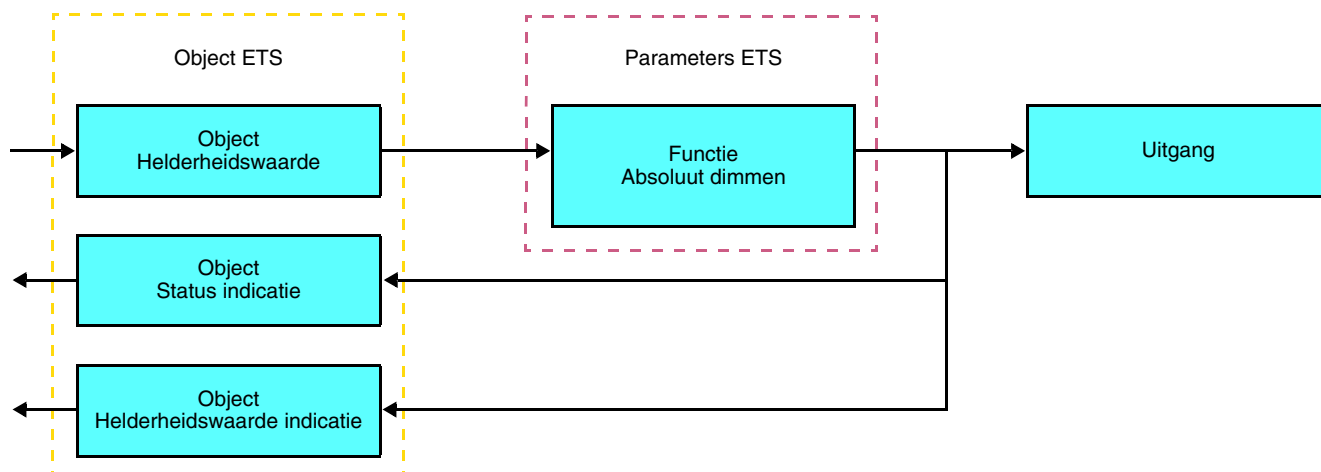 Object ETS
Parameters ETS
Object
Helderheidswaarde
Functie
Absoluut dimmen
Uitgang
Object
Status indicatie
Object
Helderheidswaarde indicatie